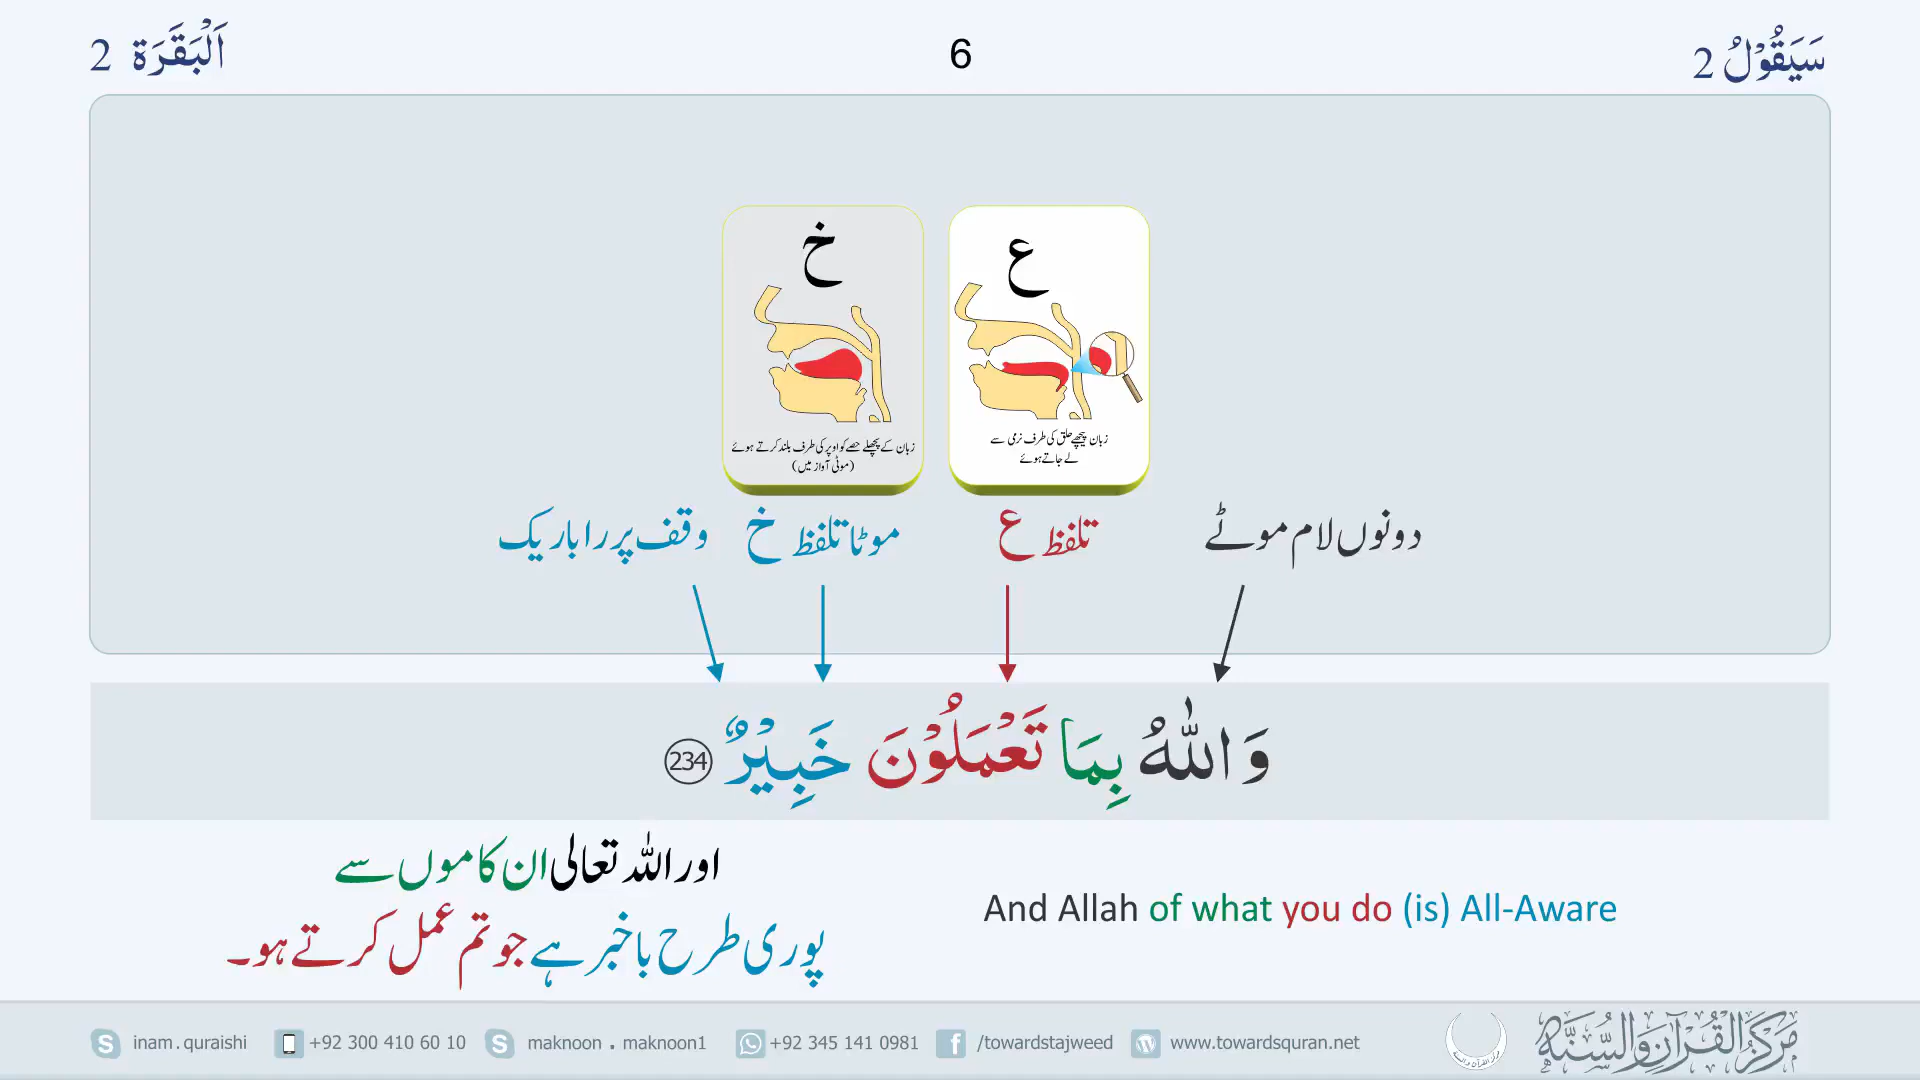 اَلْبَقَرَة 2
6
سَيَقُوْلُ 2
خ
ع
زبان کے پچھلے حصے کو اوپر کی طرف بلند کرتے ہوئے
(موٹی آواز میں)
زبان پیچھے حلق کی طرف نرمی سے
لے جاتے ہوئے
دونوں لام موٹے
تلفظ ع
موٹا تلفظ خ
وقف پر را باریک
وَ اللّٰهُ بِمَا تَعْمَلُوْنَ خَبِيْرٌ 234
اور اللہ تعالی ان کاموں سے
پوری طرح باخبر ہے جو تم عمل کرتے ہو۔
And Allah of what you do (is) All-Aware
inam.quraishi
+92 300 410 60 10
maknoon . maknoon1
+92 345 141 0981
/towardstajweed
www.towardsquran.net
مركز القرآن والسنة